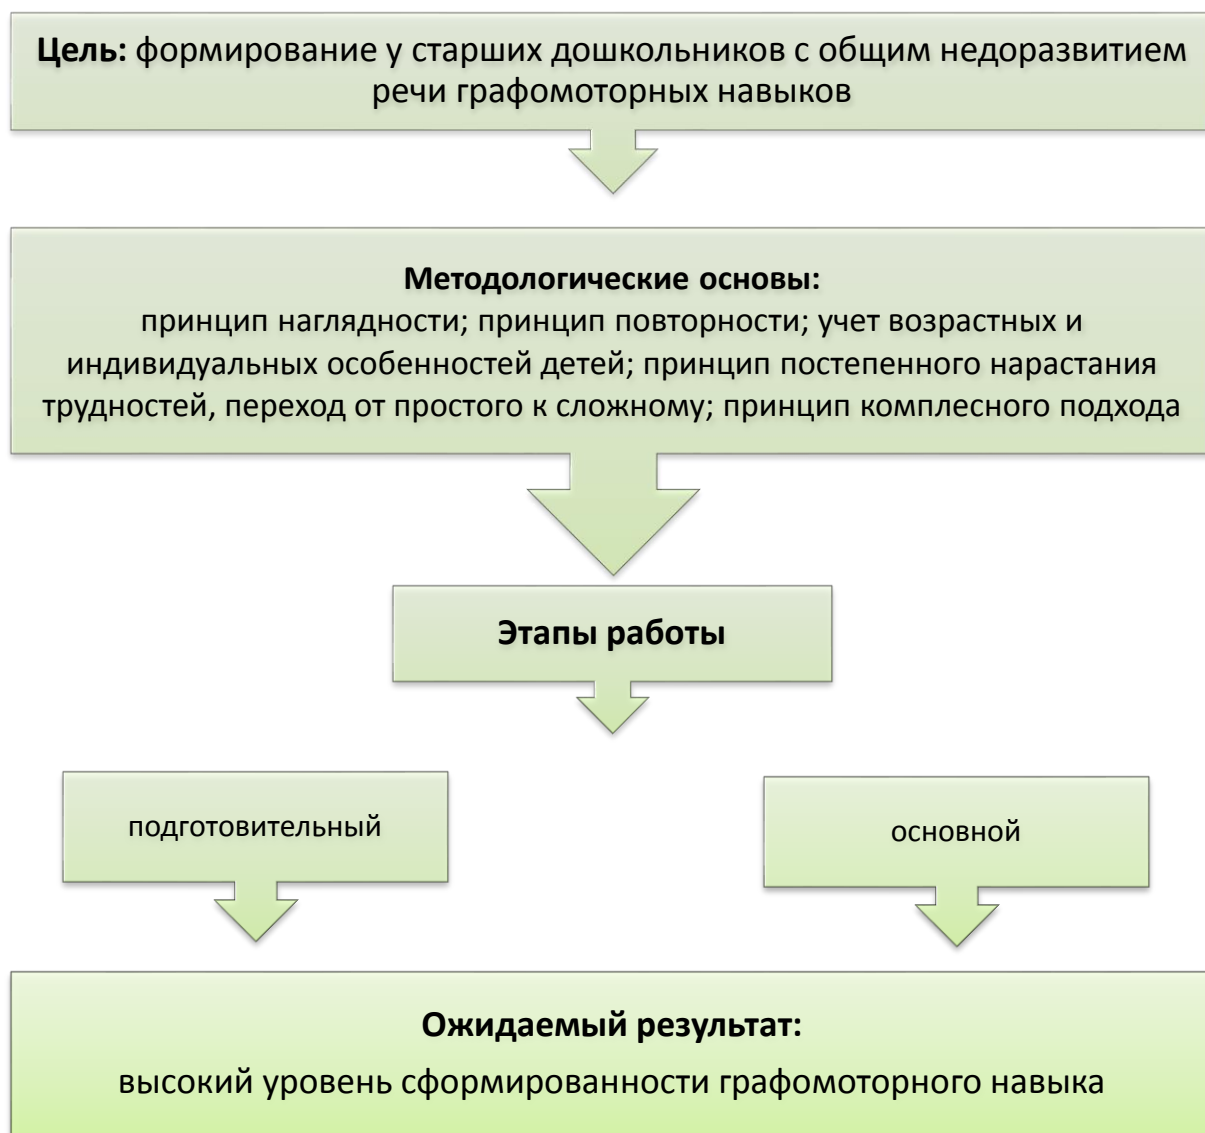 Цель: формирование у старших дошкольников с общим недоразвитием
речи графомоторных навыков
Методологические основы:
принцип наглядности; принцип повторности; учет возрастных и
индивидуальных особенностей детей; принцип постепенного нарастания
трудностей, переход от простого к сложному; принцип комплесного подхода
Этапы работы
подготовительный
основной
Ожидаемый результат:
высокий уровень сформированности графомоторного навыка